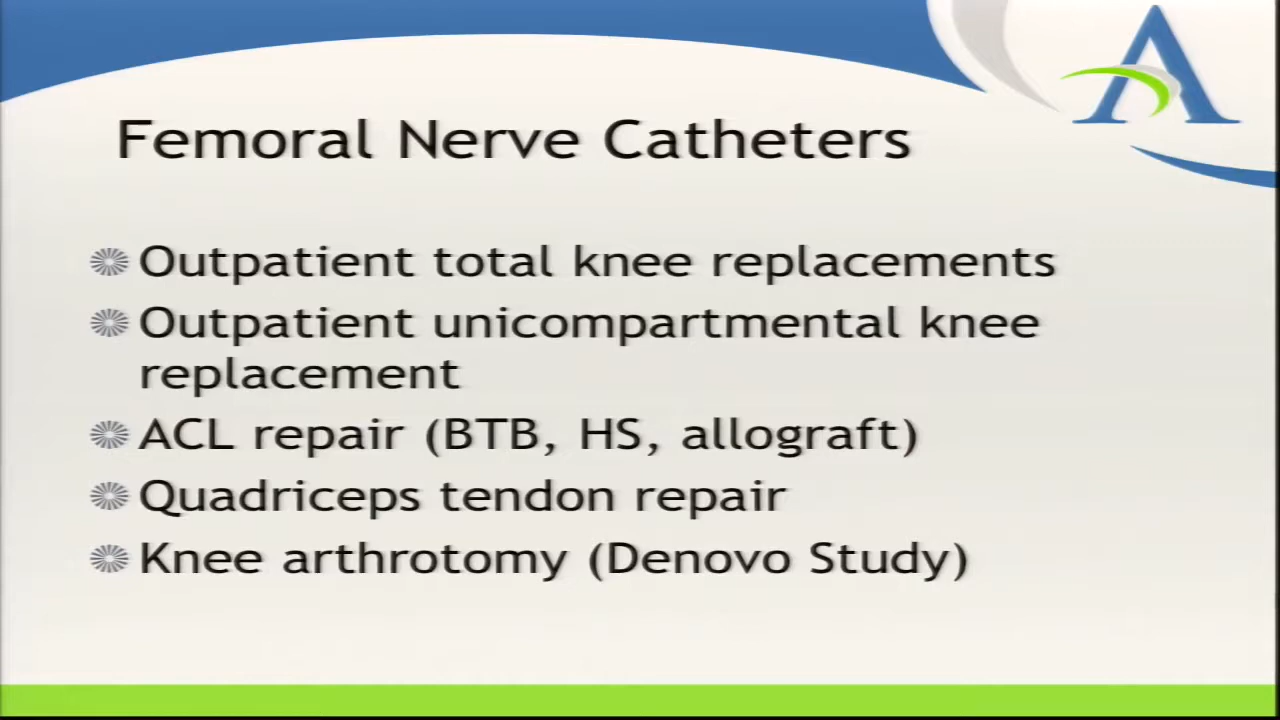 Femoral Nerve Catheters
Outpatient total knee replacements
Outpatient unicompartmental knee
replacement
ACL repair (BTB, HS, allograft)
Quadriceps tendon repair
Knee arthrotomy (Denovo Study)
A